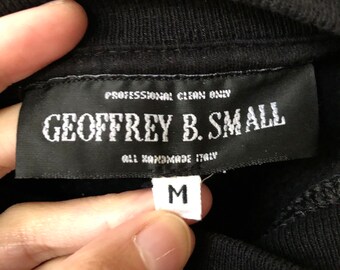 PROFESSIONAL CLEAN ONLY
GEOFFREY B. SMALL
ALL HANDMADE ITALY
M